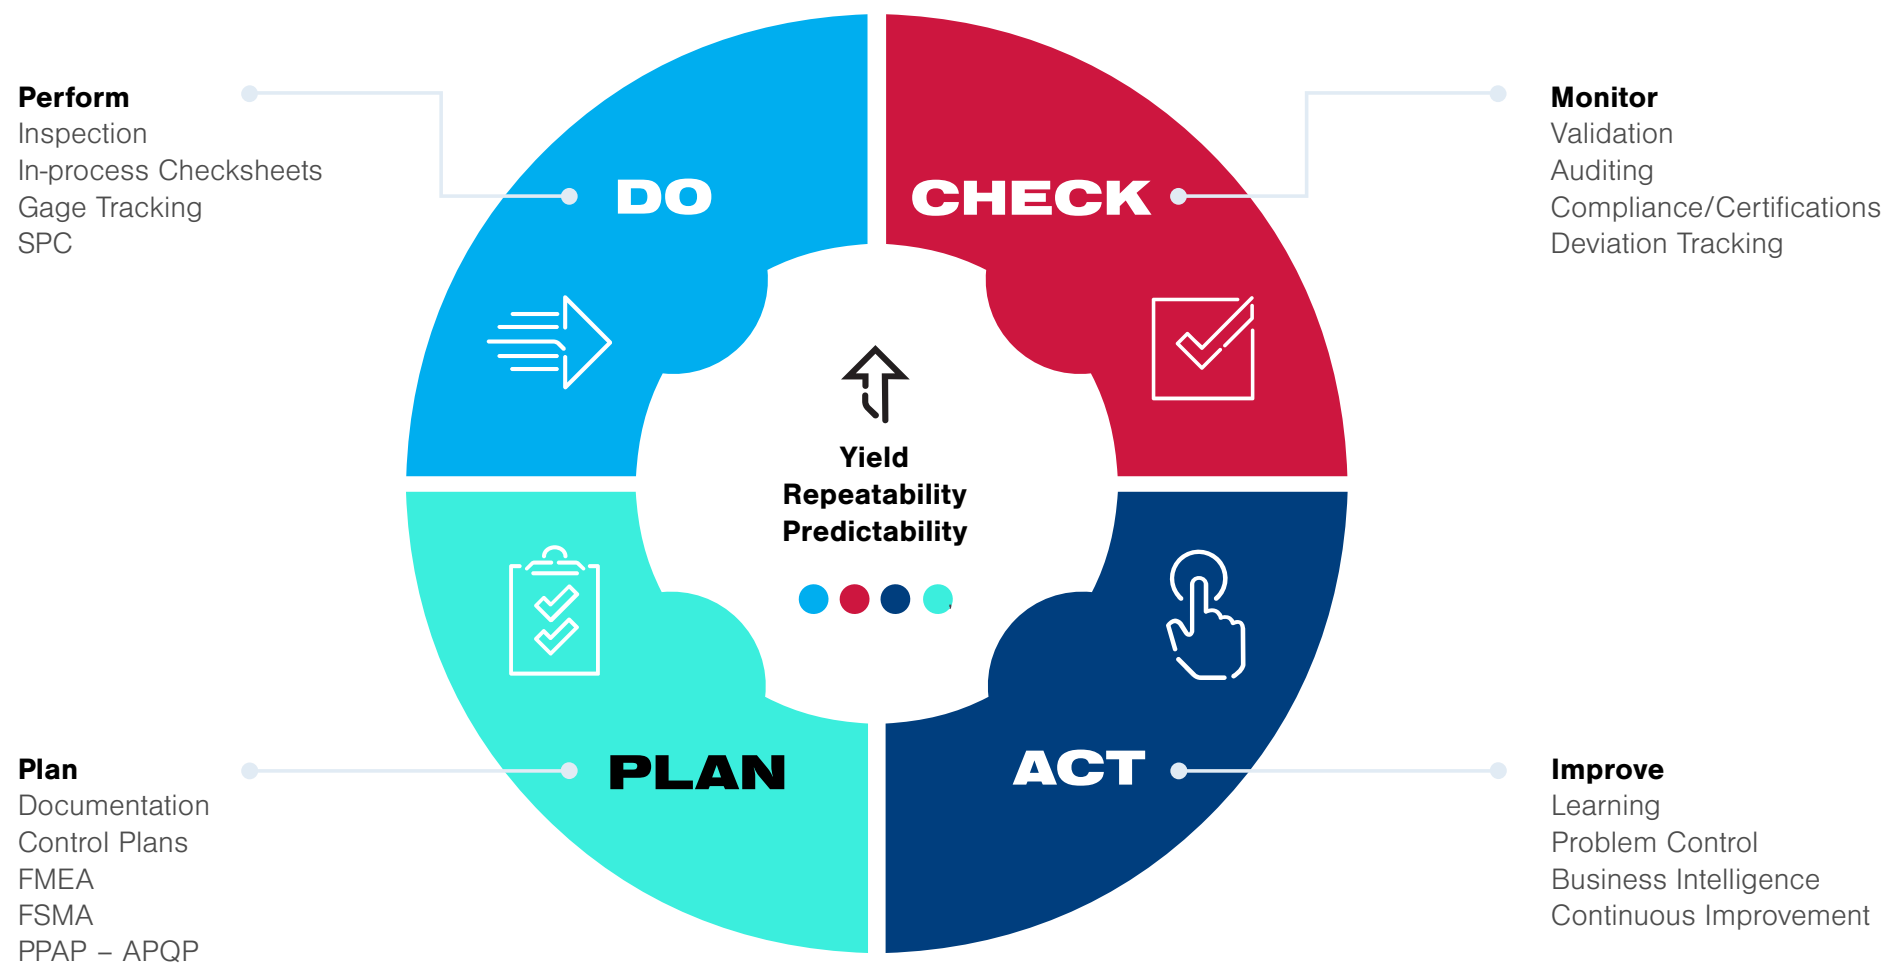 Perform
Inspection
In-process Checksheets
Gage Tracking
SPC
DO
CHECK
Monitor
Validation
Auditing
Compliance/Certifications
Deviation Tracking
Yield
Repeatability
Predictability
Plan
Documentation
Control Plans
FMEA
FSMA
PPAP – APQP
PLAN
ACT
Improve
Learning
Problem Control
Business Intelligence
Continuous Improvement